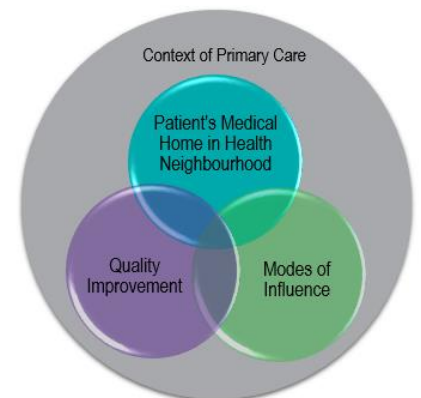 Context of Primary Care
Patient's Medical
Home in Health
Neighbourhood
Quality
Improvement
Modes of
Influence